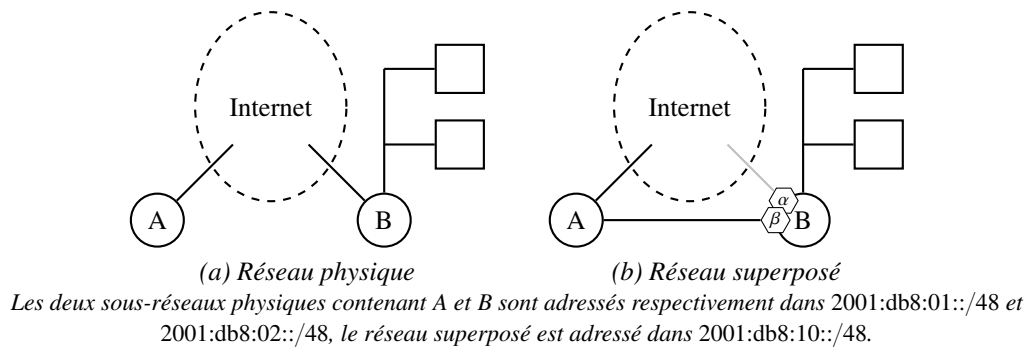 Internet
A
B
Internet
A
α
β
B
(a) Réseau physique
(b) Réseau superposé
Les deux sous-réseaux physiques contenant A et B sont adressés respectivement dans 2001:db8:01::/48 et
2001:db8:02::/48, le réseau superposé est adressé dans 2001:db8:10::/48.